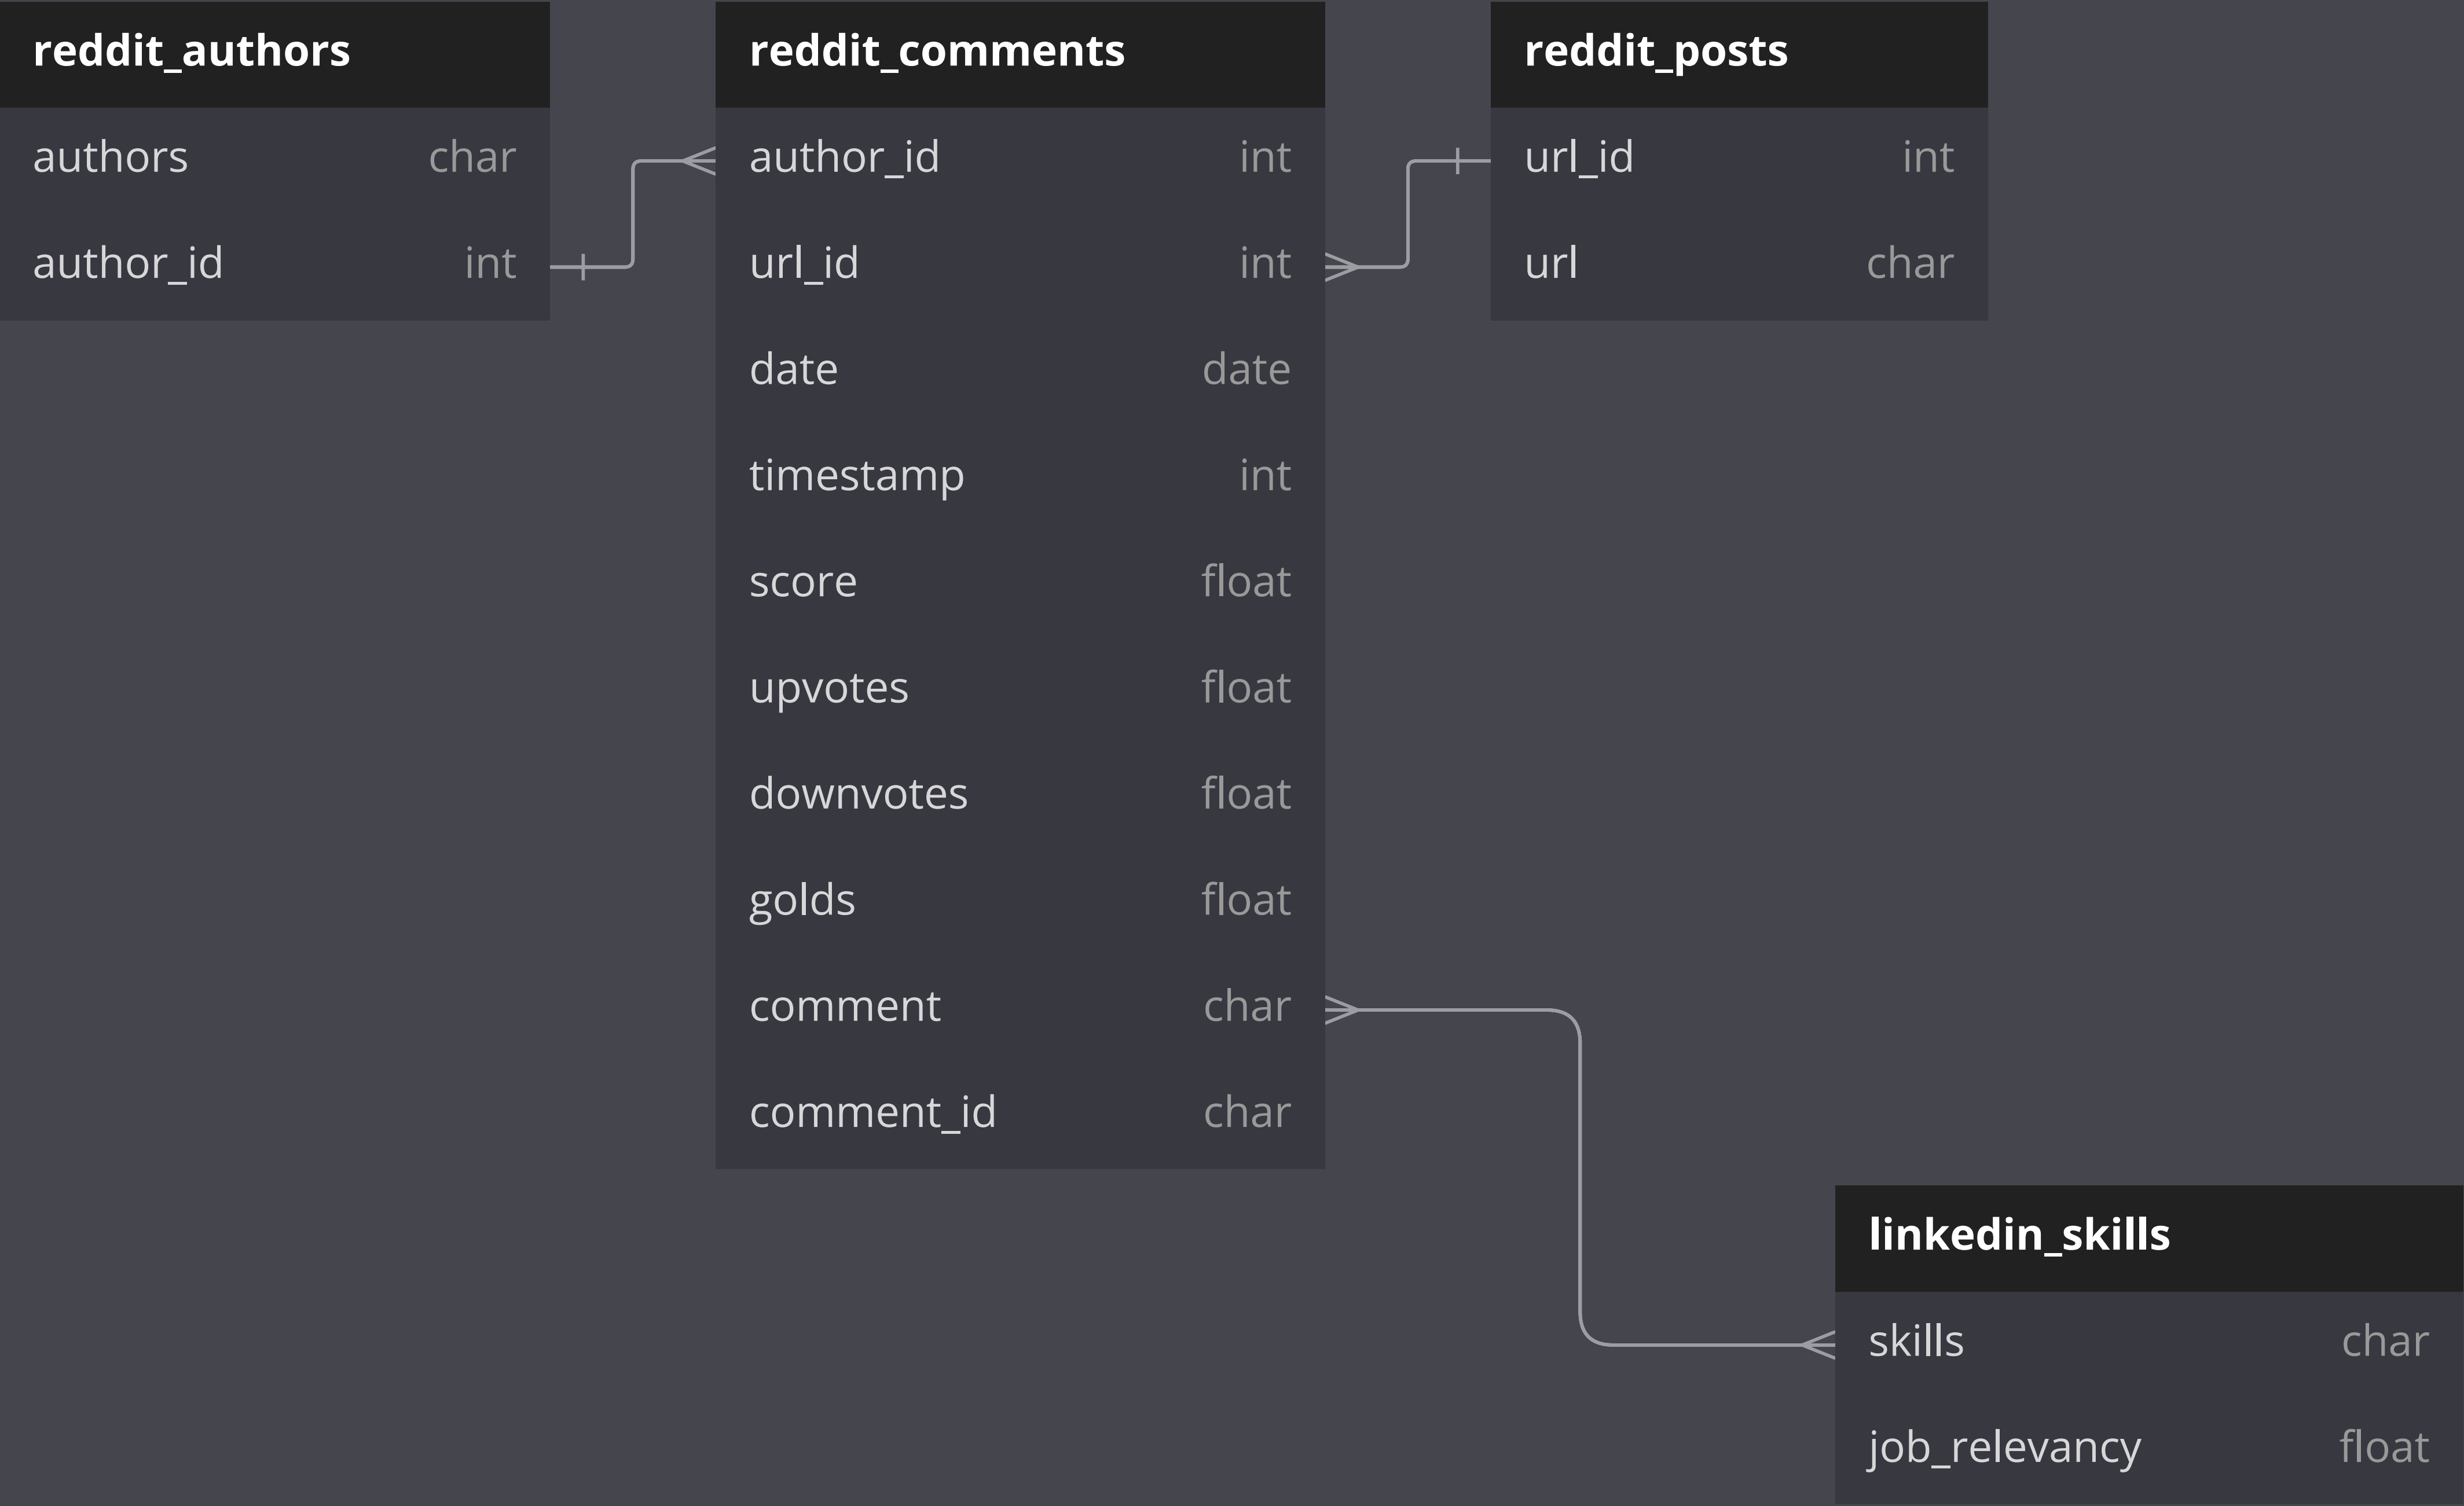 reddit_authors
authors char
author_id int
reddit_comments
author_id int
url_id int
date date
timestamp int
score float
upvotes float
downvotes float
golds float
comment char
comment_id char
reddit_posts
url_id int
url char
linkedin_skills
skills char
job_relevancy float